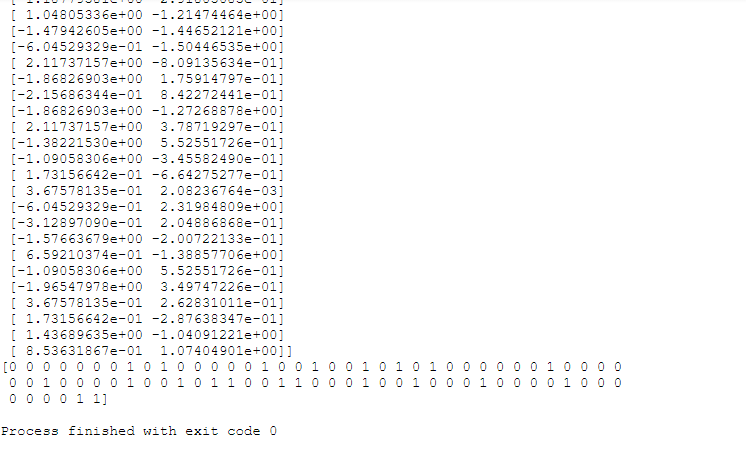 [ 1.04805336e+00 -1.21474464e+00]
[-1.47942605e+00 -1.44652121e+00]
[-6.04529329e-01 -1.50446535e+00]
[ 2.11737157e+00 -8.09135634e-01]
[-1.86826903e+00  1.75914797e-01]
[-2.15686344e-01  8.42272441e-01]
[-1.86826903e+00 -1.27268878e+00]
[ 2.11737157e+00  3.78719297e-01]
[-1.38221530e+00  5.52551726e-01]
[-1.09058306e+00 -3.45582490e-01]
[ 1.73156642e-01 -6.64275277e-01]
[ 3.67578135e-01  2.08236764e-03]
[-6.04529329e-01  2.31984809e+00]
[-3.12897090e-01  2.04886868e-01]
[-1.57663679e+00 -2.00722133e-01]
[ 6.59210374e-01 -1.38857706e+00]
[-1.09058306e+00  5.52551726e-01]
[-1.96547978e+00  3.49747226e-01]
[ 3.67578135e-01  2.62831011e-01]
[ 1.73156642e-01 -2.87638347e-01]
[ 1.43689635e+00 -1.04091221e+00]
[ 8.53631867e-01  1.07404901e+00]]
[0 0 0 0 0 0 0 1 0 1 0 0 0 0 0 1 0 0 1 0 0 1 0 1 0 1 0 0 0 0 0 0 1 0 0 0 0
0 0 1 0 0 0 0 1 0 0 1 0 1 1 0 0 1 1 0 0 0 1 0 0 1 0 0 0 1 0 0 0 0 1 0 0 0
0 0 0 0 1 1]
Process finished with exit code 0